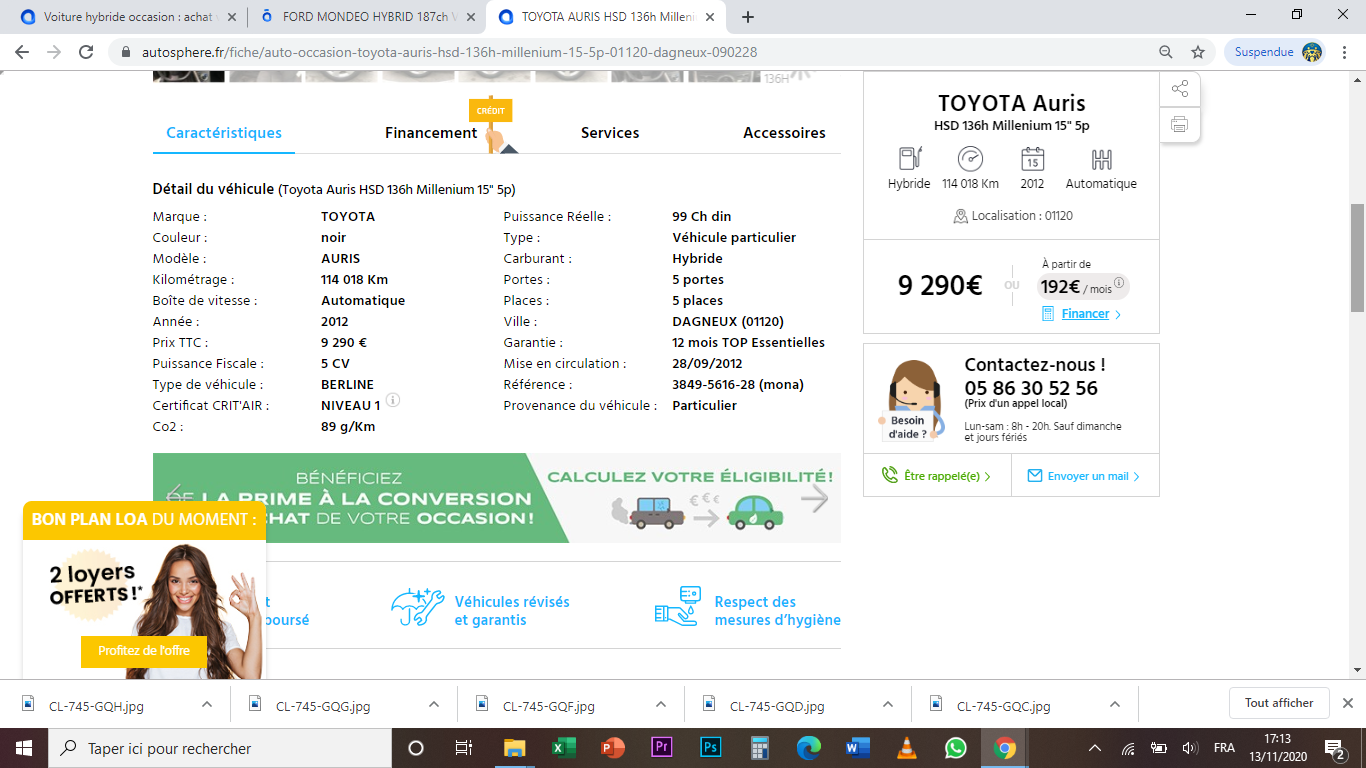 Voiture hybride occasion : achat v
FORD MONDEO HYBRID 187ch V
TOYOTA AURIS HSD 136h Milleni
autosphere.fr/fiche/auto-occasion-toyota-auris-hsd-136h-millenium-15-5p-01120-dagneux-090228
Suspendue
136H
CRÉDIT
Caractéristiques
Financement
Services
Accessoires
Détail du véhicule (Toyota Auris HSD 136h Millenium 15" 5p)
Marque : TOYOTA
Couleur : noir
Modèle : AURIS
Kilométrage : 114 018 Km
Boîte de vitesse : Automatique
Année : 2012
Prix TTC : 9 290 €
Puissance Fiscale : 5 CV
Type de véhicule : BERLINE
Certificat CRIT'AIR : NIVEAU 1
Co2 : 89 g/Km
Puissance Réelle : 99 Ch din
Type : Véhicule particulier
Carburant : Hybride
Portes : 5 portes
Places : 5 places
Ville : DAGNEUX (01120)
Garantie : 12 mois TOP Essentielles
Mise en circulation : 28/09/2012
Référence : 3849-5616-28 (mona)
Provenance du véhicule : Particulier
TOYOTA Auris
HSD 136h Millenium 15" 5p
15
Hybride
114 018 Km
2012
Automatique
Localisation : 01120
9 290€
ou
À partir de
192€ / mois
Financer
Contactez-nous !
05 86 30 52 56
(Prix d'un appel local)
Lun-sam : 8h - 20h. Sauf dimanche
et jours fériés
Besoin
d'aide ?
Être rappelé(e)
Envoyer un mail
BÉNÉFICIEZ
DE LA PRIME À LA CONVERSION
CHAT DE VOTRE OCCASION !
CALCULEZ VOTRE ÉLIGIBILITÉ!
€ € €
BON PLAN LOA DU MOMENT :
2 loyers
OFFERTS !*
Profitez de l'offre
t
boursé
Véhicules révisés
et garantis
Respect des
mesures d'hygiène
CL-745-GQH.jpg
CL-745-GQG.jpg
CL-745-GQF.jpg
CL-745-GQD.jpg
CL-745-GQC.jpg
Tout afficher
Taper ici pour rechercher
Pr
Ps
FRA
17:13
13/11/2020
2